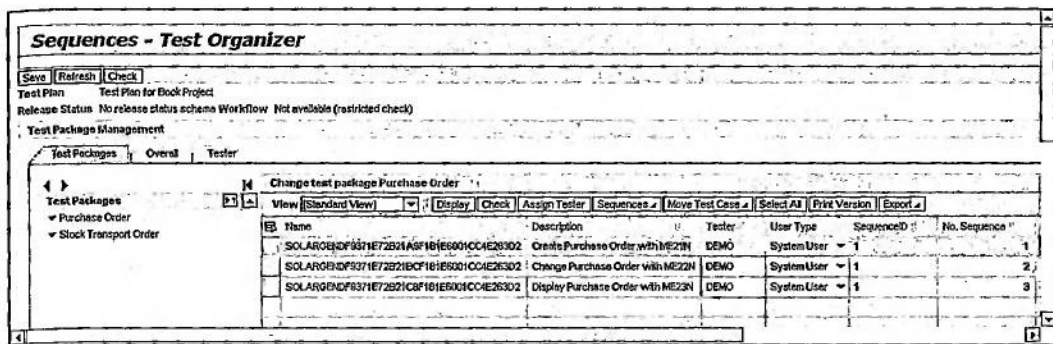 Sequences - Test Organizer
Save Refresh Check
Test Plan Test Plan for Book Project
Release Status No release status schema Workflow Not available (restricted check)
Test Package Management
Test Packages Overall Tester
Change test package Purchase Order
Test Packages
View [Standard View] Display Check Assign Tester Sequences Move Test Case Select All Print Version Export
Purchase Order
Stock Transport Order
Name Description Tester User Type SequenceID No. Sequence
Create Purchase Order with ME21N DEMO System User 1 1
Change Purchase Order with ME22N DEMO System User 1 2
Display Purchase Order with ME23N DEMO System User 1 3